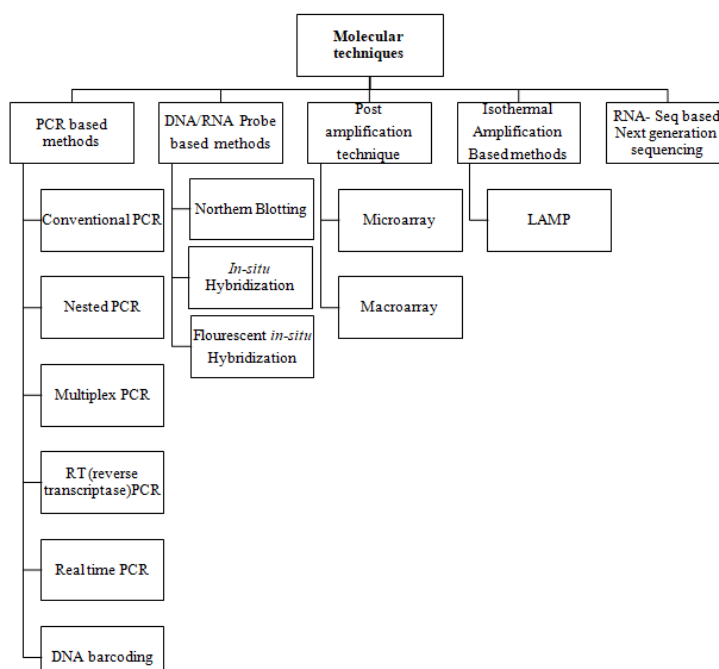 Molecular
techniques
PCR based
methods
DNA/RNA Probe
based methods
Post
amplification
technique
Isothermal
Amplification
Based methods
RNA- Seq based
Next generation
sequencing
Conventional PCR
Nested PCR
Multiplex PCR
RT (reverse
transcriptase)PCR
Real time PCR
DNA barcoding
Northern Blotting
In-situ
Hybridization
Flourescent in-situ
Hybridization
Microarray
Macroarray
LAMP